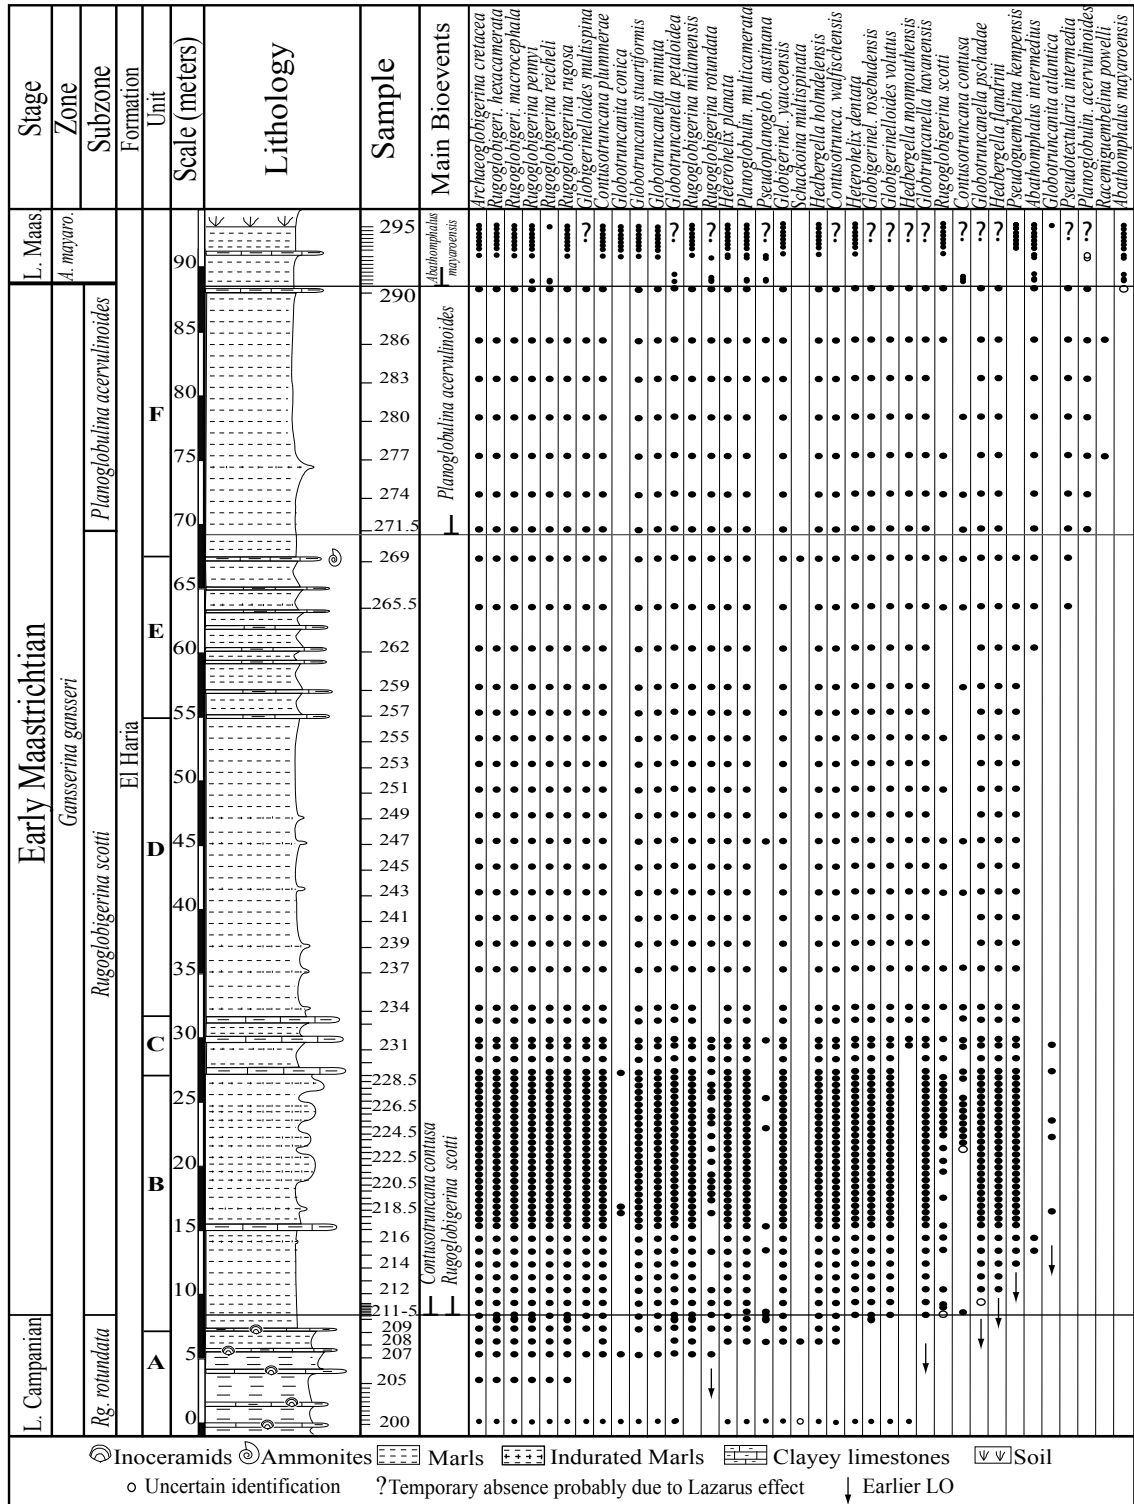 Stage
Zone
Subzone
Formation
Unit
Scale (meters)
Lithology
Sample
Main Bioevents
Archaeoglobigerina cretacea
Rugoglobigeri. hexacamerata
Rugoglobigeri. macrocephala
Rugoglobigerina pennyi
Rugoglobigerina reicheli
Rugoglobigerina rugosa
Globigerinelloides multispina
Contusotruncana plummerae
Globotruncanita conica
Globotruncanita stuartiformis
Globotruncanella minuta
Globotruncanella petaloidea
Rugoglobigerina milamensis
Rugoglobigerina rotundata
Heterohelix planata
Planoglobulin. multicamerata
Pseudoplanoglob. austinana
Globigerinel. yaucoensis
Schackoina multispinata
Hedbergella holmdelensis
Contusotrunca. walfischensis
Heterohelix dentata
Globigerinel. rosebudensis
Globigerinelloides volutus
Hedbergella monmouthensis
Globtruncanella havanensis
Rugoglobigerina scotti
Contusotruncana contusa
Globotruncanella pschadae
Hedbergella flandrini
Pseudoguembelina kempensis
Abathomphalus intermedius
Globotruncanita atlantica
Pseudotextularia intermedia
Planoglobulin. acervulinoides
Racemiguembelina powelli
Abathomphalus mayaroensis
L. Maas.
A. mayaro.
Abathomphalus mayaroensis
Early Maastrichtian
Gansserina gansseri
Planoglobulina acervulinoides
Rugoglobigerina scotti
El Haria
F
E
D
C
B
A
L. Campanian
Rg. rotundata
90
85
80
75
70
65
60
55
50
45
40
35
30
25
20
15
10
5
0
295
290
286
283
280
277
274
271.5
269
265.5
262
259
257
255
253
251
249
247
245
243
241
239
237
234
231
228.5
226.5
224.5
222.5
220.5
218.5
216
214
212
211-5
209
208
207
205
200
Planoglobulina acervulinoides
Contusotruncana contusa
Rugoglobigerina scotti
? ? ? ? ? ? ? ? ? ? ? ? ?
Inoceramids Ammonites Marls Indurated Marls Clayey limestones Soil
Uncertain identification ? Temporary absence probably due to Lazarus effect Earlier LO